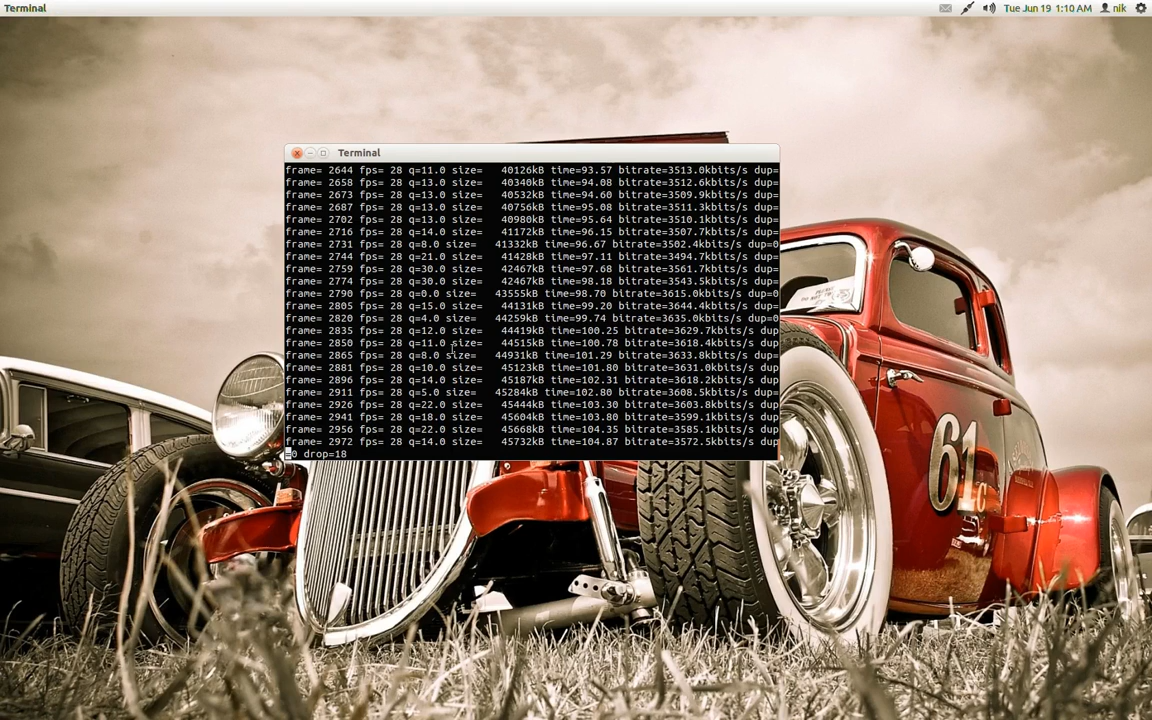 Terminal
Tue Jun 19 1:10 AM nik
Terminal
frame= 2644 fps= 28 q=11.0 size=   40126kB time=93.57 bitrate=3513.0kbits/s dup=
frame= 2658 fps= 28 q=13.0 size=   40340kB time=94.08 bitrate=3512.6kbits/s dup=
frame= 2673 fps= 28 q=13.0 size=   40532kB time=94.60 bitrate=3509.9kbits/s dup=
frame= 2687 fps= 28 q=13.0 size=   40756kB time=95.08 bitrate=3511.3kbits/s dup=
frame= 2702 fps= 28 q=13.0 size=   40980kB time=95.64 bitrate=3510.1kbits/s dup=
frame= 2716 fps= 28 q=14.0 size=   41172kB time=96.15 bitrate=3507.7kbits/s dup=
frame= 2731 fps= 28 q=8.0 size=   41332kB time=96.67 bitrate=3502.4kbits/s dup=0
frame= 2744 fps= 28 q=21.0 size=   41428kB time=97.11 bitrate=3494.7kbits/s dup=
frame= 2759 fps= 28 q=30.0 size=   42467kB time=97.68 bitrate=3561.7kbits/s dup=
frame= 2774 fps= 28 q=30.0 size=   42467kB time=98.18 bitrate=3543.5kbits/s dup=
frame= 2790 fps= 28 q=0.0 size=   43555kB time=98.70 bitrate=3615.0kbits/s dup=0
frame= 2805 fps= 28 q=15.0 size=   44131kB time=99.20 bitrate=3644.4kbits/s dup=
frame= 2820 fps= 28 q=4.0 size=   44259kB time=99.74 bitrate=3635.0kbits/s dup=0
frame= 2835 fps= 28 q=12.0 size=   44419kB time=100.25 bitrate=3629.7kbits/s dup
frame= 2850 fps= 28 q=11.0 size=   44515kB time=100.78 bitrate=3618.4kbits/s dup
frame= 2865 fps= 28 q=8.0 size=   44931kB time=101.29 bitrate=3633.8kbits/s dup=
frame= 2881 fps= 28 q=10.0 size=   45123kB time=101.80 bitrate=3631.0kbits/s dup
frame= 2896 fps= 28 q=14.0 size=   45187kB time=102.31 bitrate=3618.2kbits/s dup
frame= 2911 fps= 28 q=5.0 size=   45284kB time=102.80 bitrate=3608.5kbits/s dup=
frame= 2926 fps= 28 q=22.0 size=   45444kB time=103.30 bitrate=3603.8kbits/s dup
frame= 2941 fps= 28 q=18.0 size=   45604kB time=103.80 bitrate=3599.1kbits/s dup
frame= 2956 fps= 28 q=22.0 size=   45668kB time=104.35 bitrate=3585.1kbits/s dup
frame= 2972 fps= 28 q=14.0 size=   45732kB time=104.87 bitrate=3572.5kbits/s dup
=0 drop=18
61